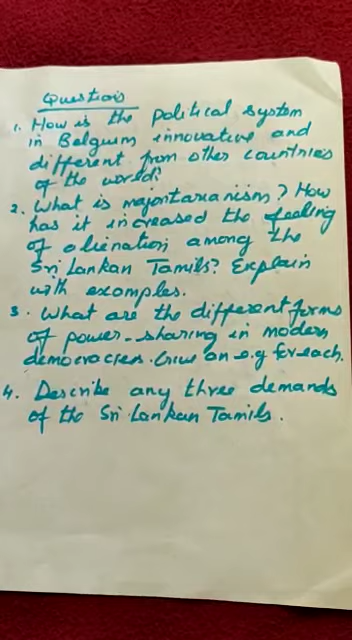 Questions
1. How is the political system
in Belgium innovative and
different from other countries
of the world?
2. What is majoritarianism? How
has it increased the feeling
of alienation among the
Sri Lankan Tamils? Explain
with examples.
3. What are the different forms
of power-sharing in modern
democracies. Give an e.g for each.
4. Describe any three demands
of the Sri Lankan Tamils.